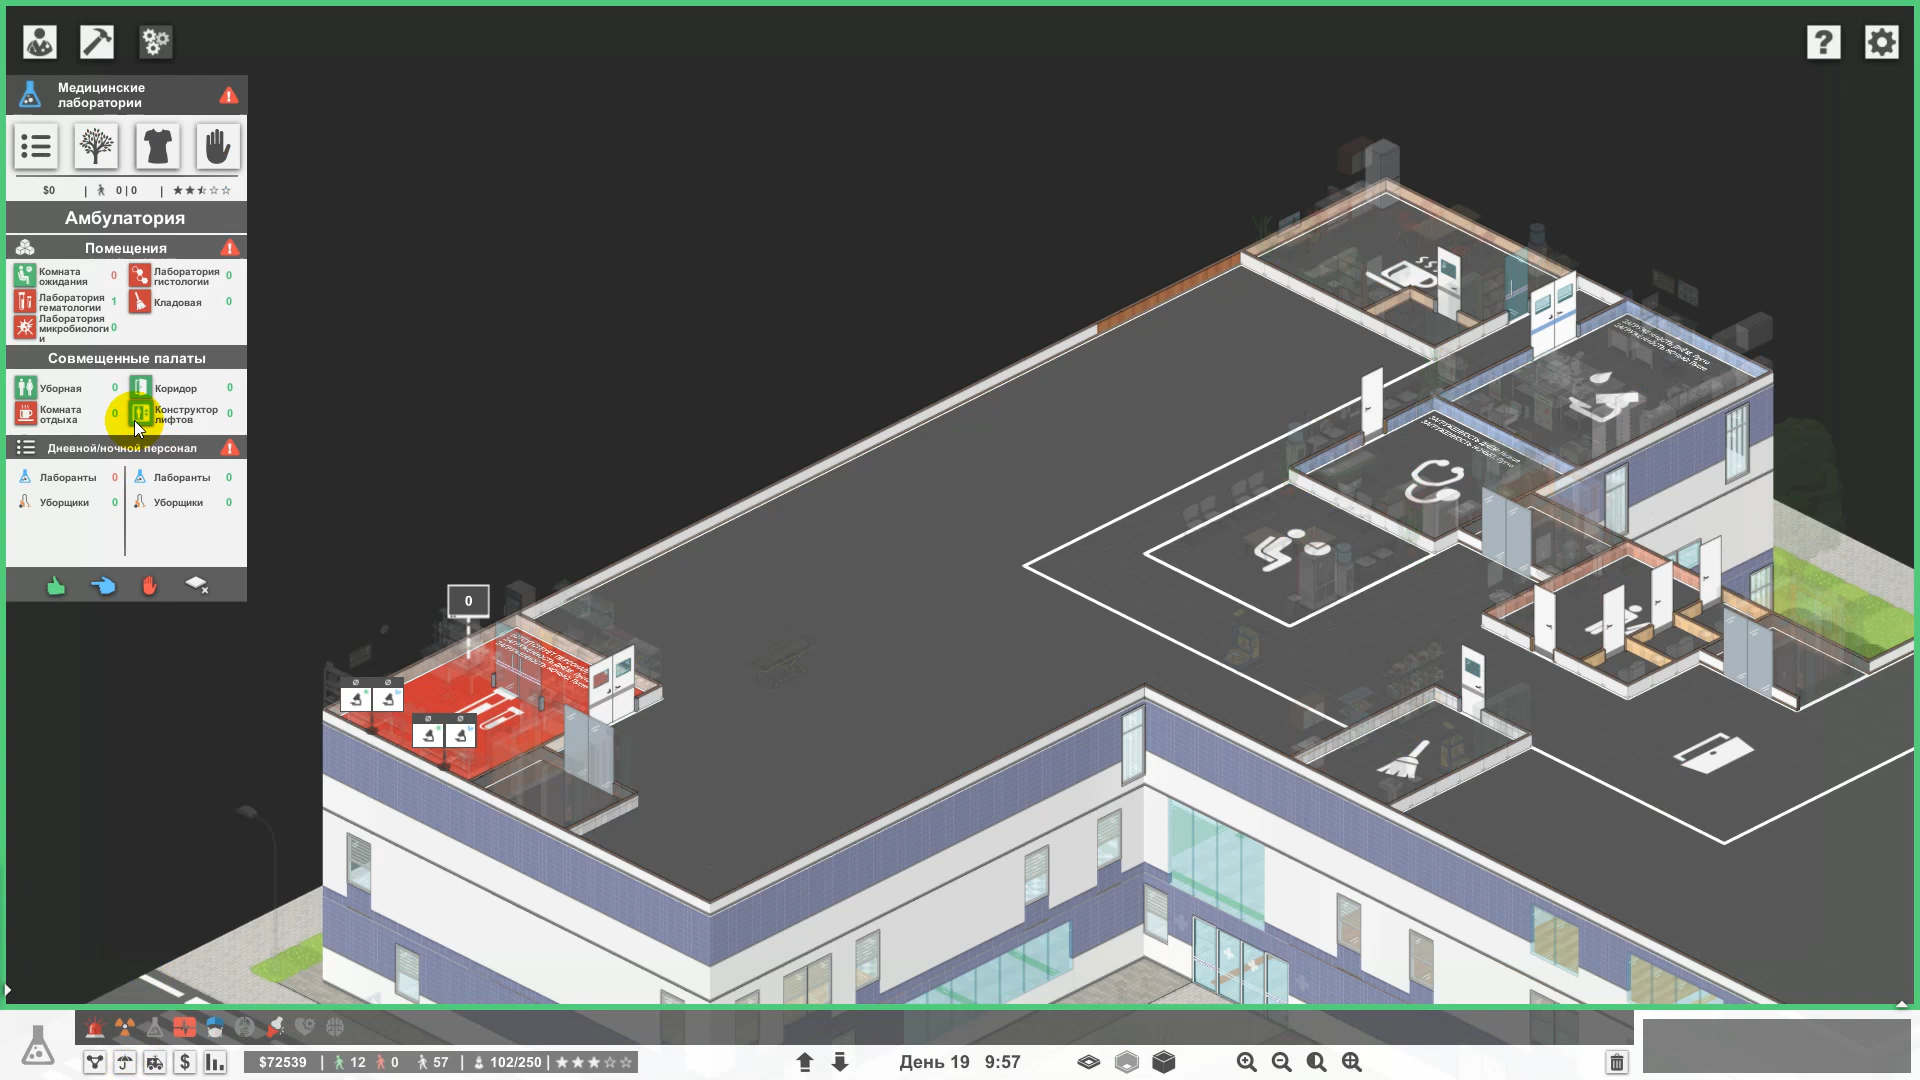 Медицинские
лаборатории
$0 | 0 | 0 |
Амбулатория
Помещения
Комната
ожидания 0
Лаборатория
гистологии 0
Лаборатория
гематологии 1
Кладовая 0
Лаборатория
микробиологи
и 0
Совмещенные палаты
Уборная 0
Коридор 0
Комната
отдыха 0
Конструктор
лифтов 0
Дневной/ночной персонал
Лаборанты 0
Лаборанты 0
Уборщики 0
Уборщики 0
0
$72539 | 12 0 57 | 102/250 |
День 19 9:57